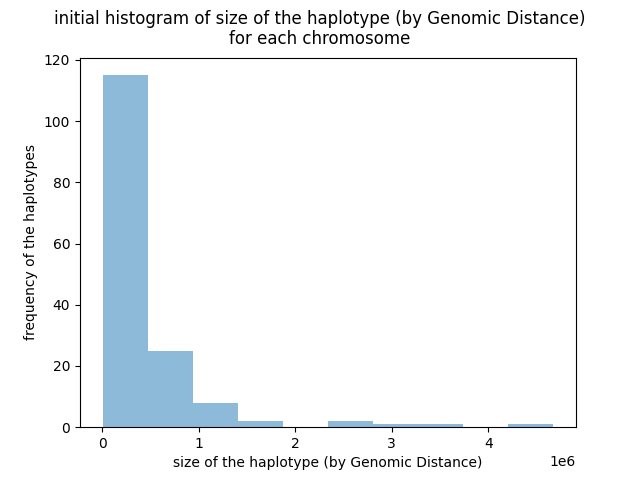 initial histogram of size of the haplotype (by Genomic Distance)
for each chromosome
120
100
80
60
40
20
0
frequency of the haplotypes
0 1 2 3 4
1e6
size of the haplotype (by Genomic Distance)